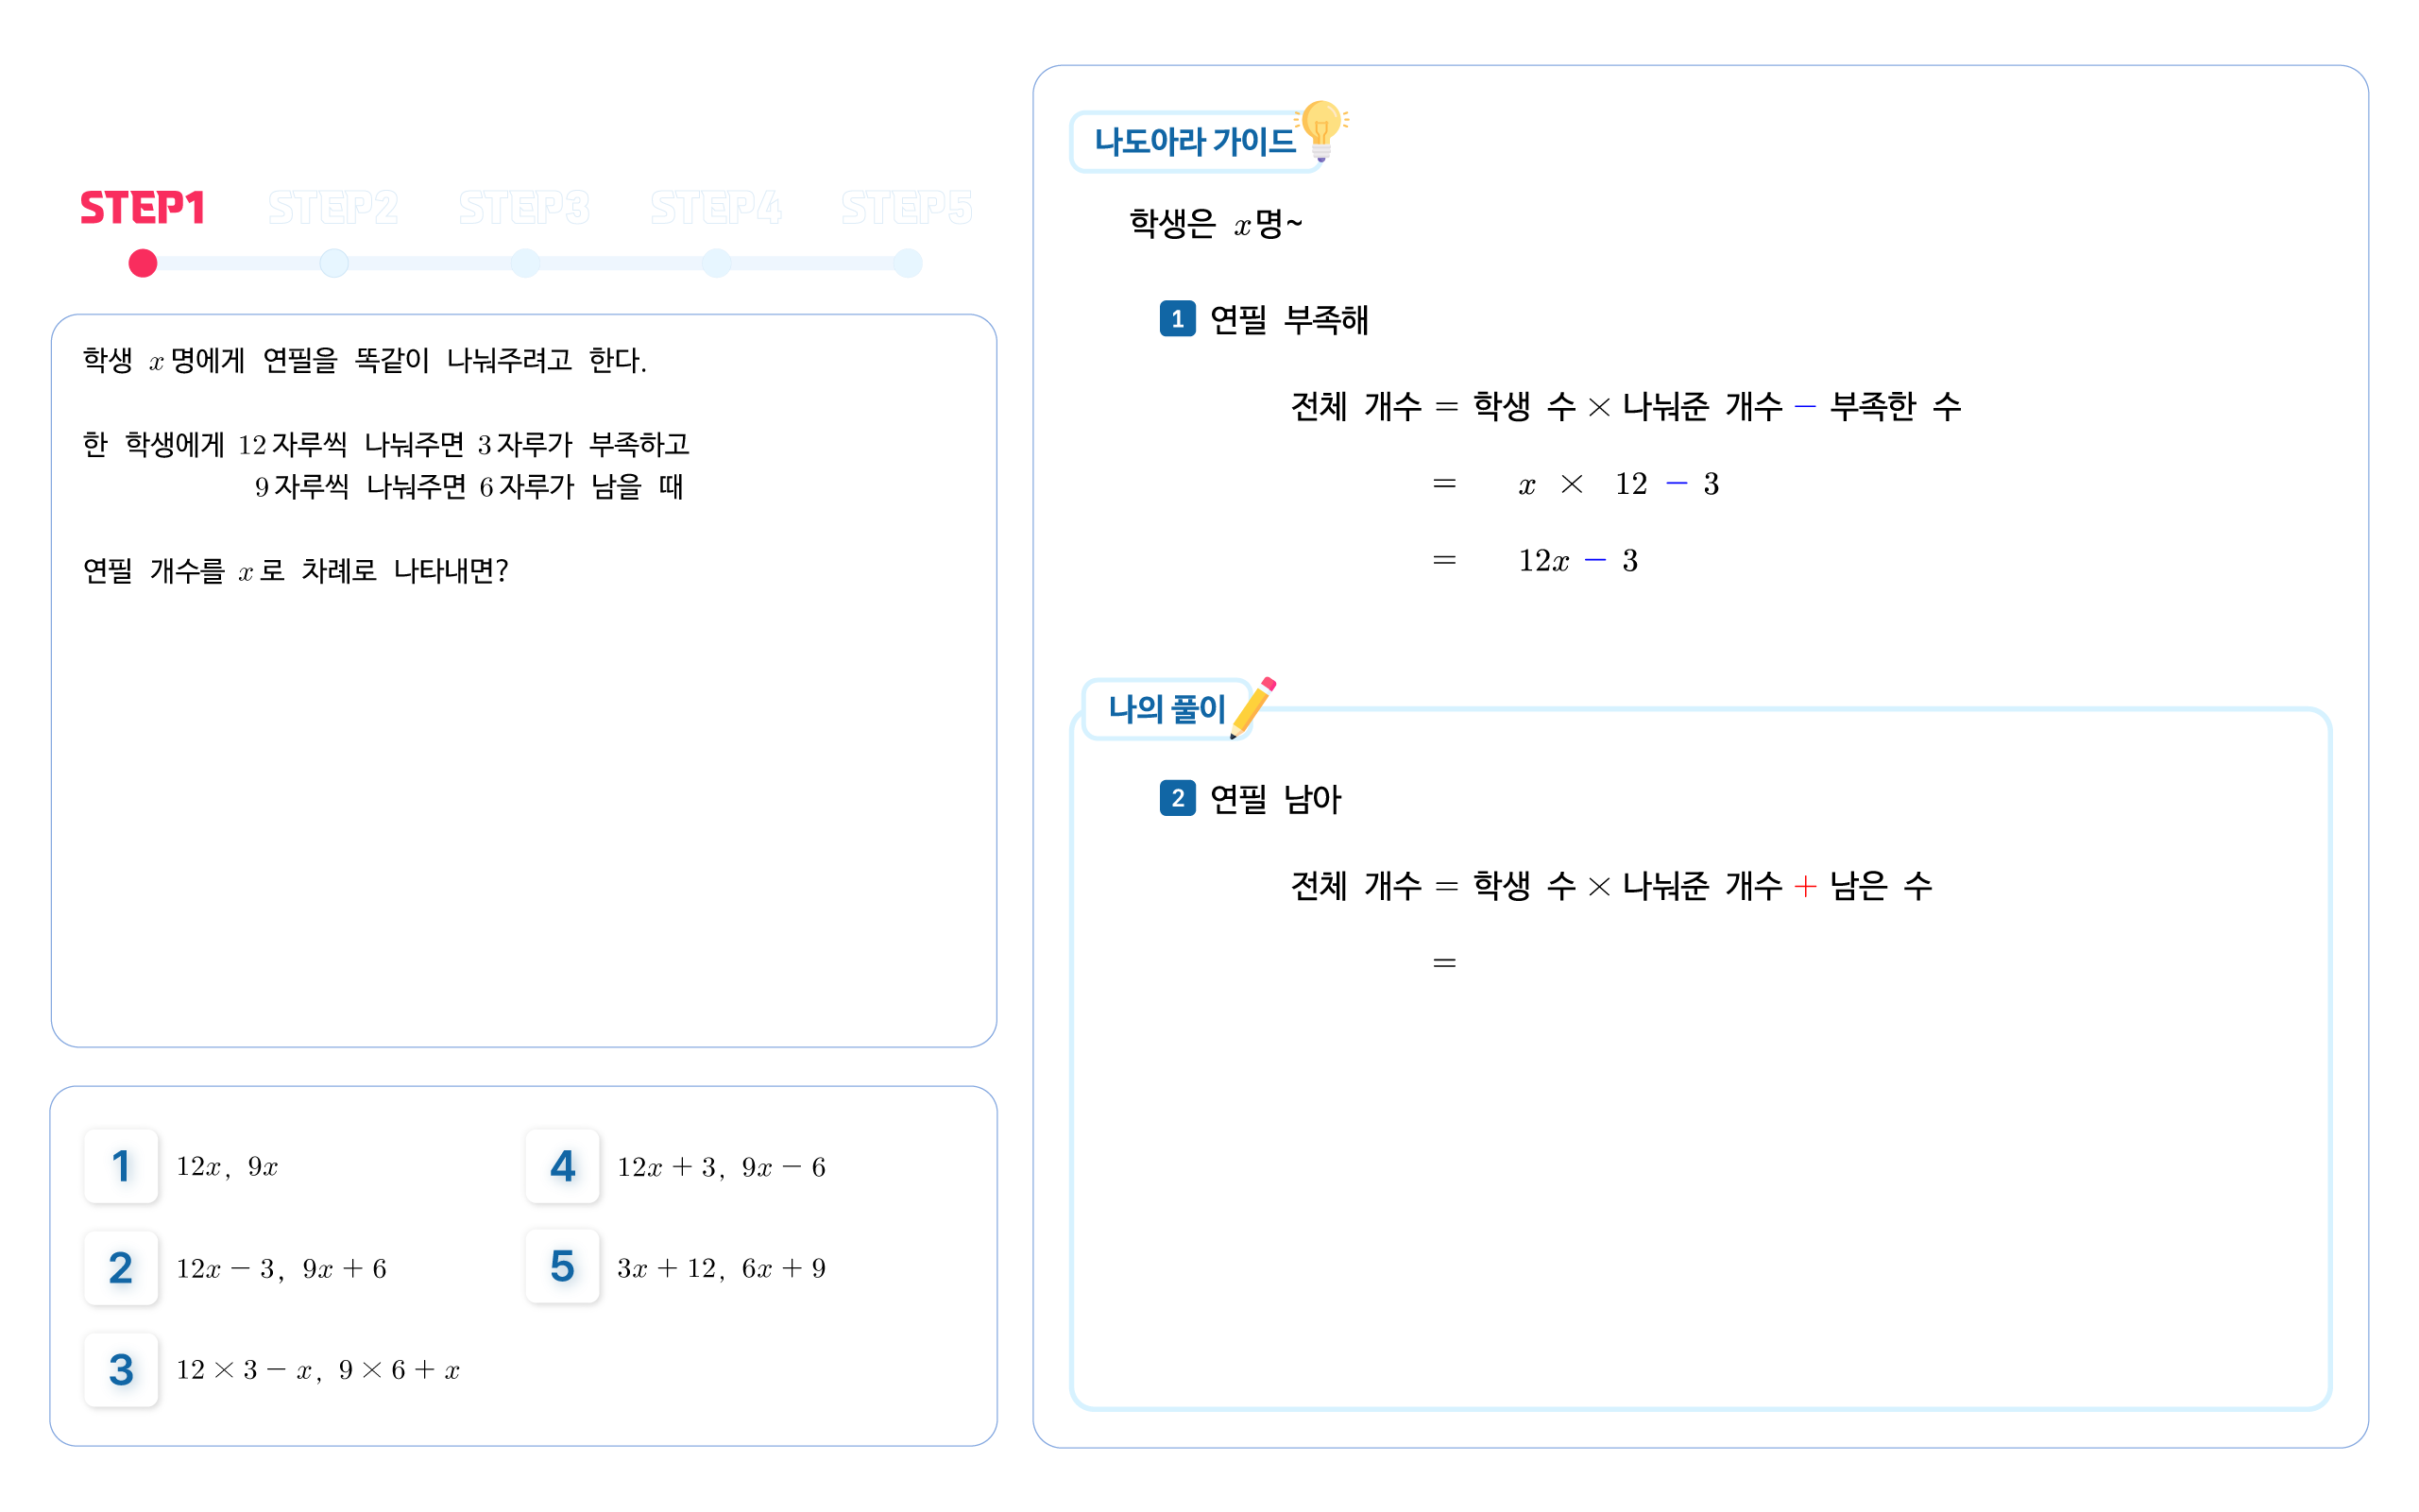 STEP1 STEP2 STEP3 STEP4 STEP5
학생 x명에게 연필을 똑같이 나눠주려고 한다.
한 학생에게 12자루씩 나눠주면 3자루가 부족하고
9자루씩 나눠주면 6자루가 남을 때
연필 개수를 x로 차례로 나타내면?
1 12x, 9x
2 12x − 3, 9x + 6
3 12 × 3 − x, 9 × 6 + x
4 12x + 3, 9x − 6
5 3x + 12, 6x + 9
나도아라 가이드
학생은 x명~
1 연필 부족해
전체 개수 = 학생 수 × 나눠준 개수 − 부족한 수
= x × 12 − 3
= 12x − 3
나의 풀이
2 연필 남아
전체 개수 = 학생 수 × 나눠준 개수 + 남은 수
=